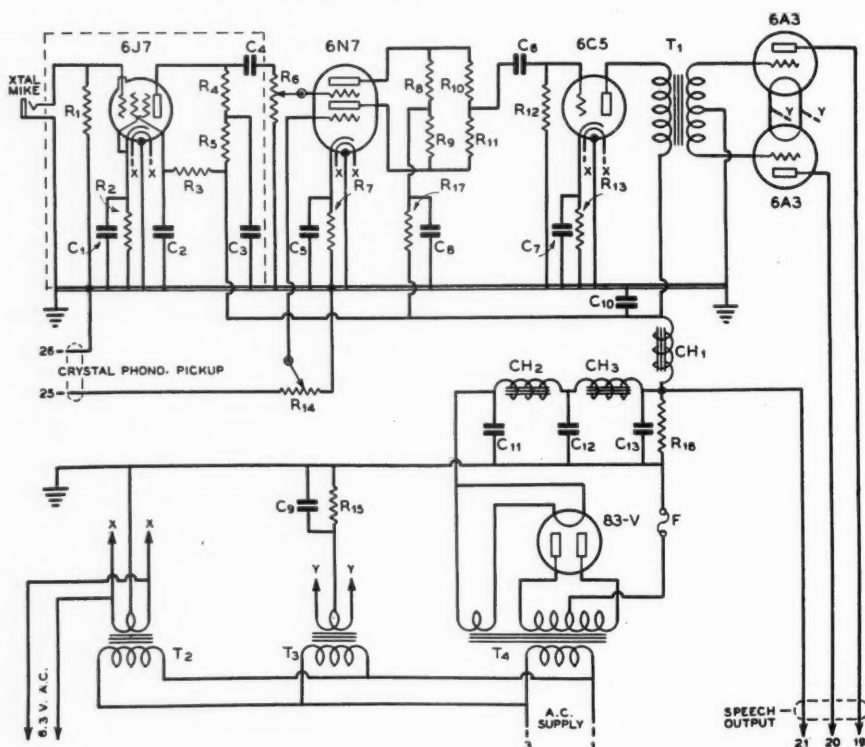 6J7
C4
6N7
C8
6C5
T1
6A3
XTAL
MIKE
R1
R4
R6
R8
R10
R12
Y
Y
R5
R9
R11
X
X
X
X
X
X
R2
R3
R7
R17
R13
6A3
C1
C2
C3
C5
C6
C7
C10
26
CRYSTAL PHONO. PICKUP
25
R14
CH1
CH2
CH3
C11
C12
C13
R16
C9
R15
83-V
F
X
X
Y
Y
T2
T3
T4
6.3 V. A.C.
A.C.
SUPPLY
3
1
SPEECH
OUTPUT
21
20
19